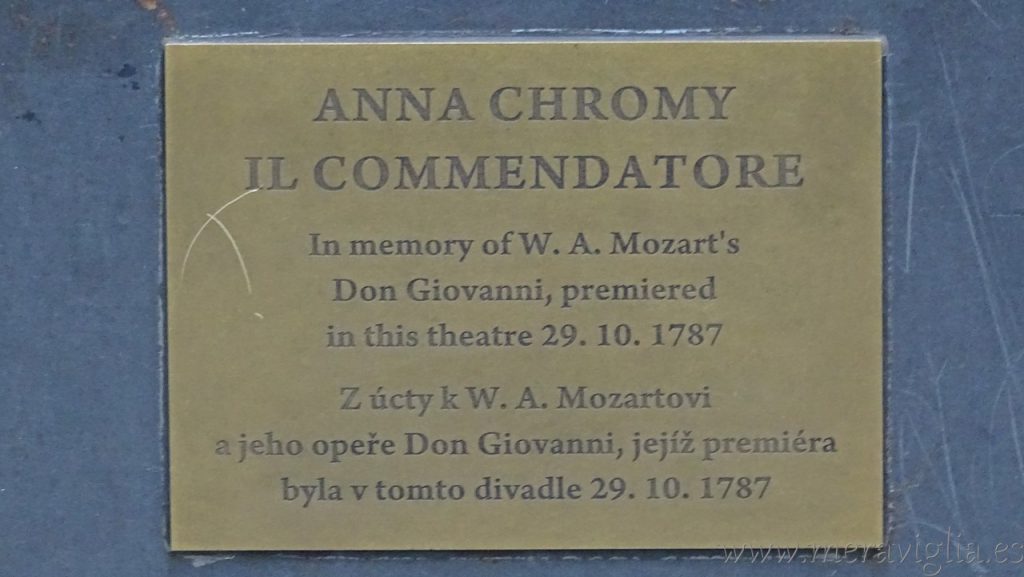 ANNA CHROMY
IL COMMENDATORE
In memory of W. A. Mozart's
Don Giovanni, premiered
in this theatre 29. 10. 1787
Z úcty k W. A. Mozartovi
a jeho opeře Don Giovanni, jejíž premiéra
byla v tomto divadle 29. 10. 1787
www.meraviglia.es